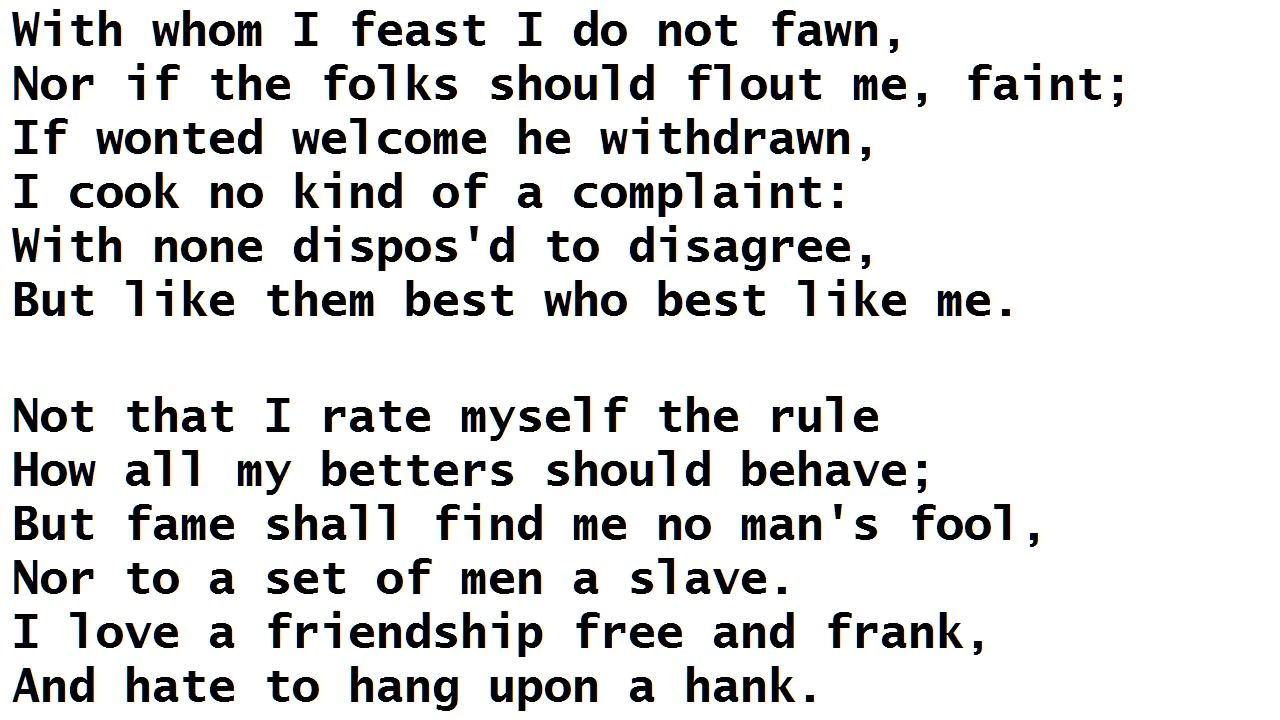 With whom I feast I do not fawn,
Nor if the folks should flout me, faint;
If wonted welcome he withdrawn,
I cook no kind of a complaint:
With none dispos'd to disagree,
But like them best who best like me.

Not that I rate myself the rule
How all my betters should behave;
But fame shall find me no man's fool,
Nor to a set of men a slave.
I love a friendship free and frank,
And hate to hang upon a hank.